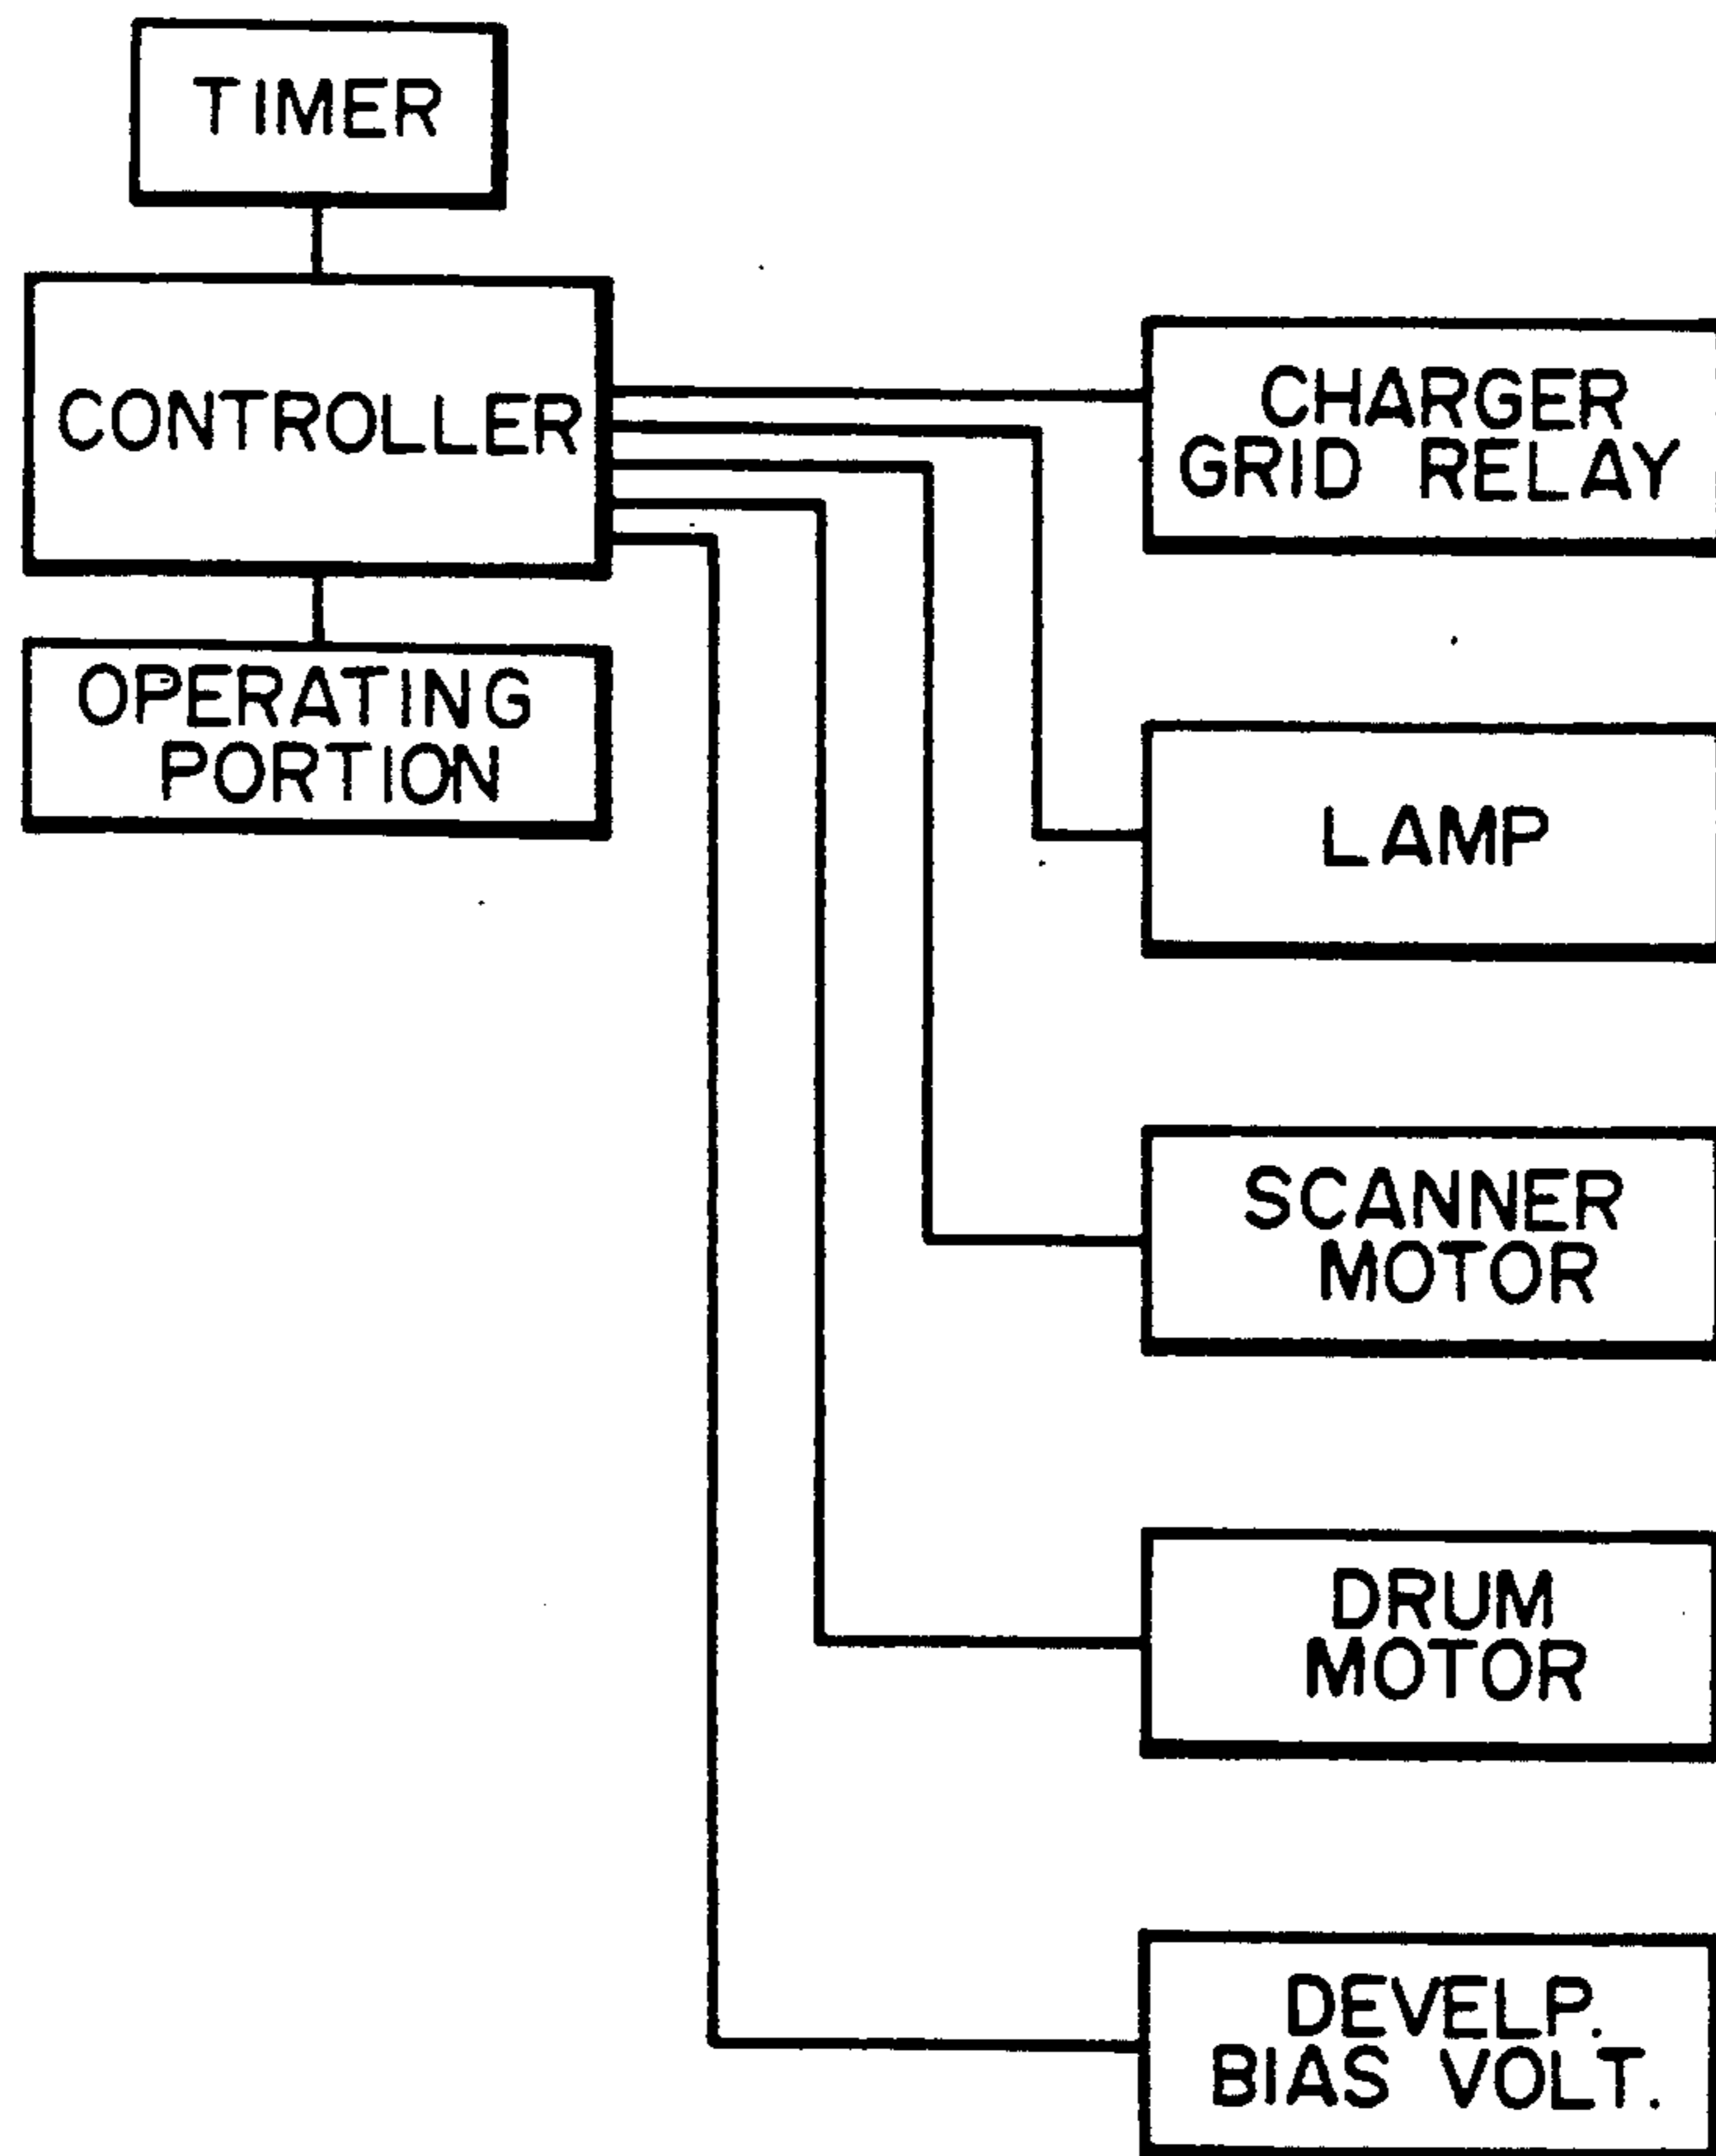 TIMER
CONTROLLER
OPERATING
PORTION
CHARGER
GRID RELAY
LAMP
SCANNER
MOTOR
DRUM
MOTOR
DEVELP.
BIAS VOLT.